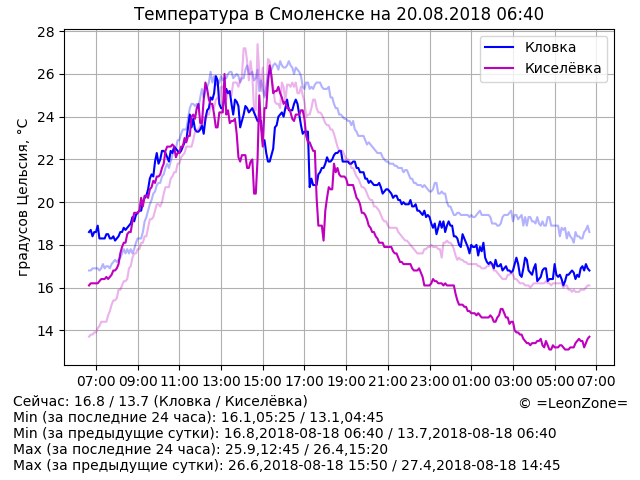 Температура в Смоленске на 20.08.2018 06:40
градусов Цельсия, °C
28
26
24
22
20
18
16
14
Кловка
Киселёвка
07:00 09:00 11:00 13:00 15:00 17:00 19:00 21:00 23:00 01:00 03:00 05:00 07:00
Сейчас: 16.8 / 13.7 (Кловка / Киселёвка)
© =LeonZone=
Min (за последние 24 часа): 16.1,05:25 / 13.1,04:45
Min (за предыдущие сутки): 16.8,2018-08-18 06:40 / 13.7,2018-08-18 06:40
Max (за последние 24 часа): 25.9,12:45 / 26.4,15:20
Max (за предыдущие сутки): 26.6,2018-08-18 15:50 / 27.4,2018-08-18 14:45